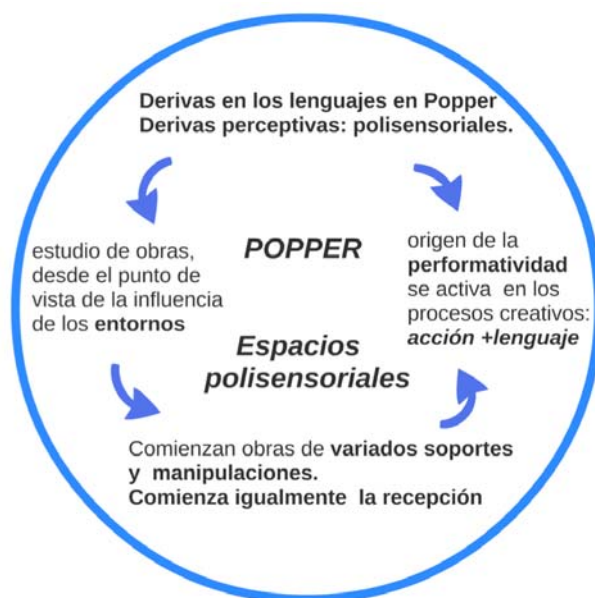 Derivas en los lenguajes en Popper
Derivas perceptivas: polisensoriales.
estudio de obras,
desde el punto de
vista de la influencia
de los entornos
POPPER
Espacios
polisensoriales
origen de la
performatividad
se activa en los
procesos creativos:
acción +lenguaje
Comienzan obras de variados soportes
y manipulaciones.
Comienza igualmente la recepción